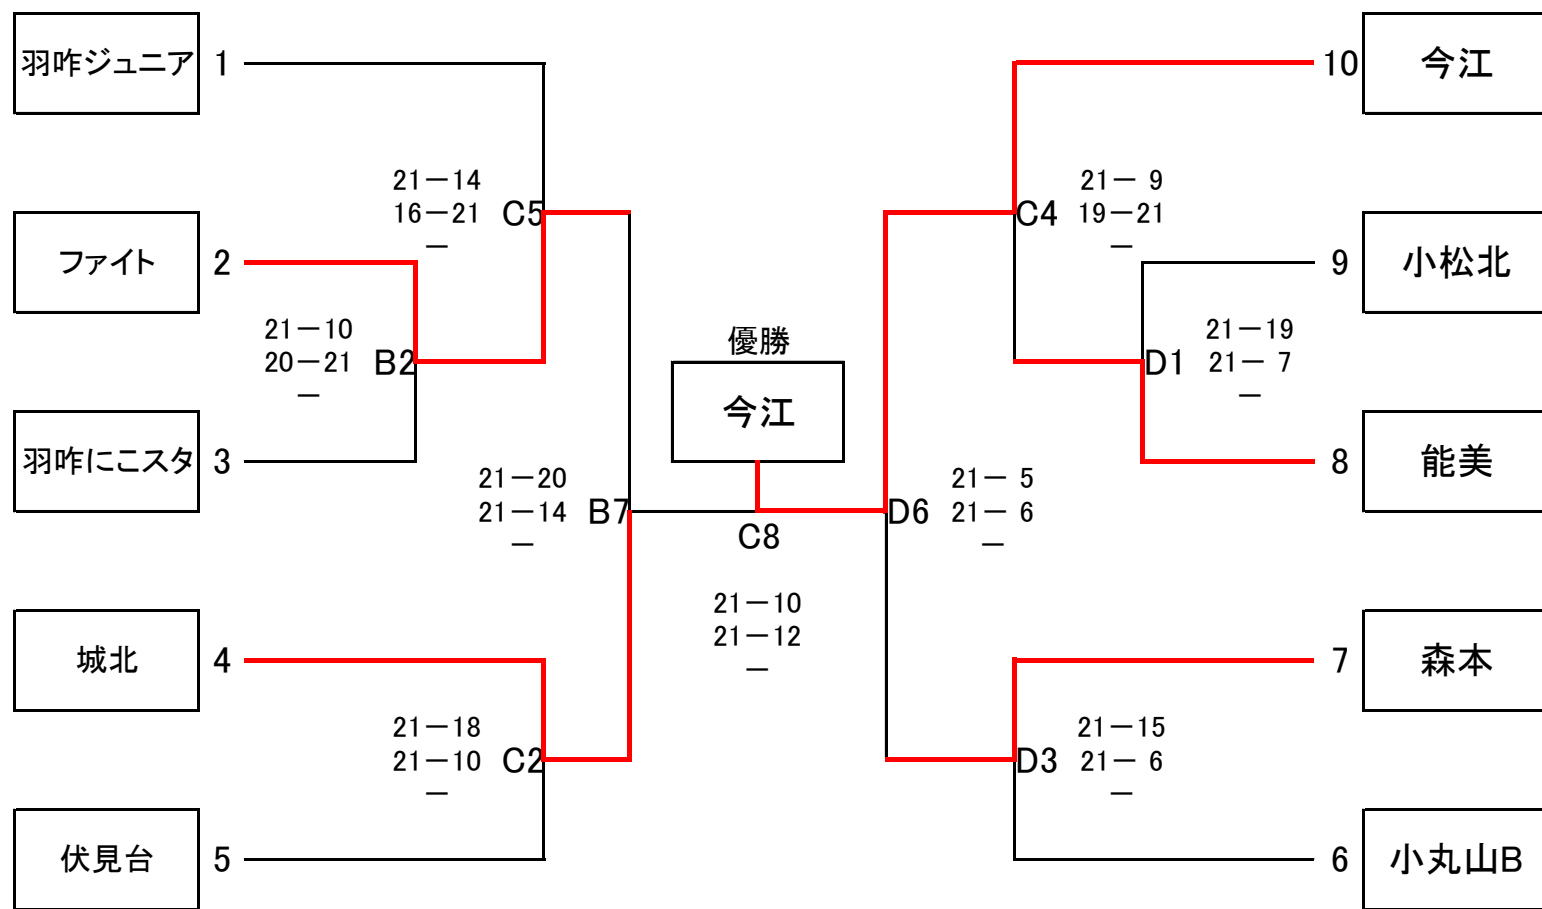 羽咋ジュニア 1
10 今江
21－14
16－21 C5
－
C4 21－ 9
19－21
－
ファイト 2
9 小松北
21－10
20－21 B2
－
優勝
今江
D1 21－19
21－ 7
－
羽咋にこスタ 3
8 能美
21－20
21－14 B7
－
C8
21－10
21－12
－
D6 21－ 5
21－ 6
－
城北 4
7 森本
21－18
21－10 C2
－
D3 21－15
21－ 6
－
伏見台 5
6 小丸山B